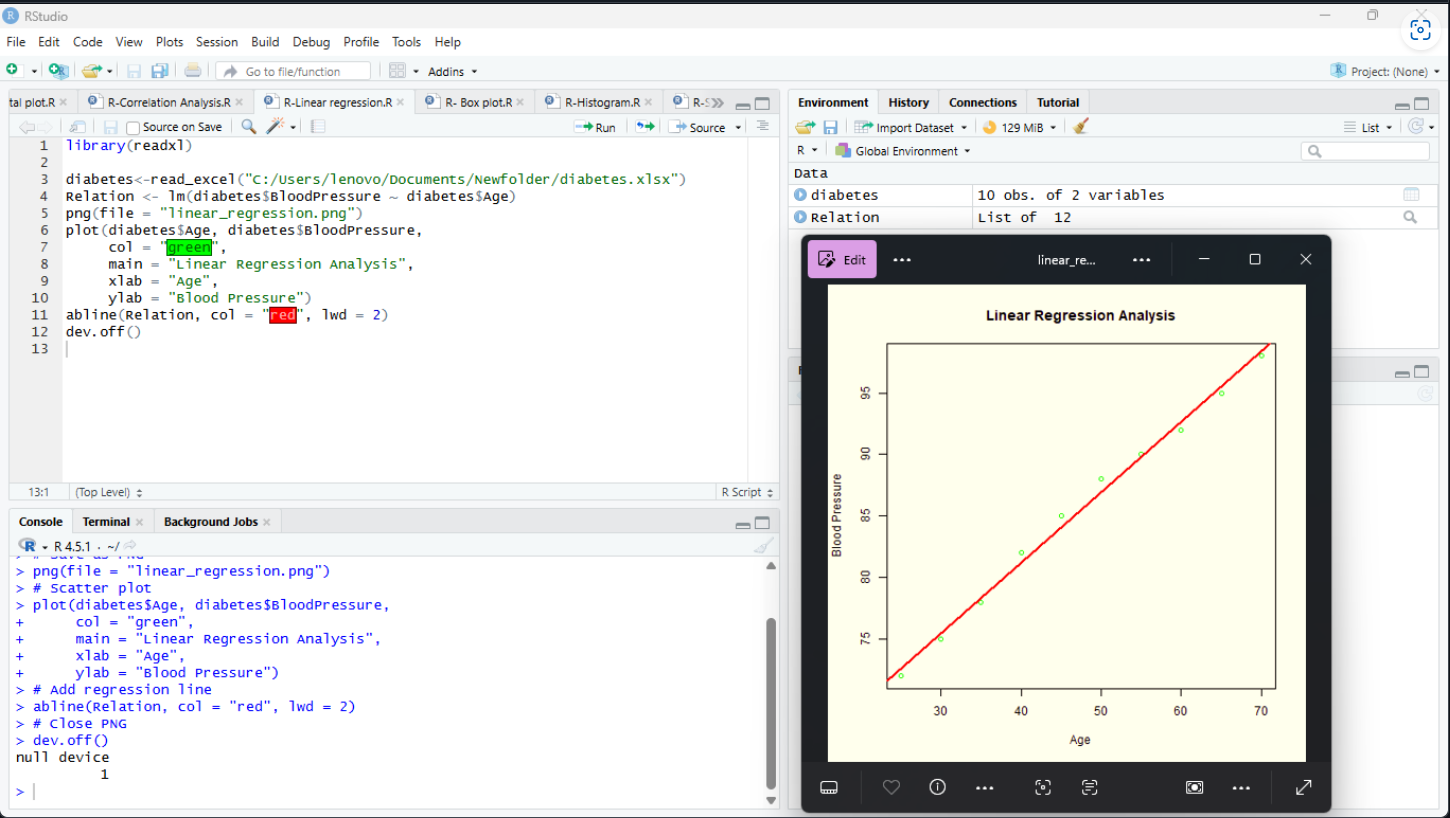 RStudio
File Edit Code View Plots Session Build Debug Profile Tools Help
Go to file/function Addins Project: (None)
tal plot.R R-Correlation Analysis.R R-Linear regression.R R- Box plot.R R-Histogram.R
Source on Save Run Source
1 library(readxl)
2
3 diabetes<-read_excel("C:/Users/lenovo/Documents/Newfolder/diabetes.xlsx")
4 Relation <- lm(diabetes$BloodPressure ~ diabetes$Age)
5 png(file = "linear_regression.png")
6 plot(diabetes$Age, diabetes$BloodPressure,
7 col = "green",
8 main = "Linear Regression Analysis",
9 xlab = "Age",
10 ylab = "Blood Pressure")
11 abline(Relation, col = "red", lwd = 2)
12 dev.off()
13
13:1 (Top Level) R Script
Console Terminal Background Jobs
R 4.5.1 · ~/
> png(file = "linear_regression.png")
> # Scatter plot
> plot(diabetes$Age, diabetes$BloodPressure,
+ col = "green",
+ main = "Linear Regression Analysis",
+ xlab = "Age",
+ ylab = "Blood Pressure")
> # Add regression line
> abline(Relation, col = "red", lwd = 2)
> # Close PNG
> dev.off()
null device
1
>
Environment History Connections Tutorial
Import Dataset 129 MiB List
R Global Environment
Data
diabetes 10 obs. of 2 variables
Relation List of 12
Edit linear_re...
Linear Regression Analysis
Blood Pressure
95
90
85
80
75
30 40 50 60 70
Age